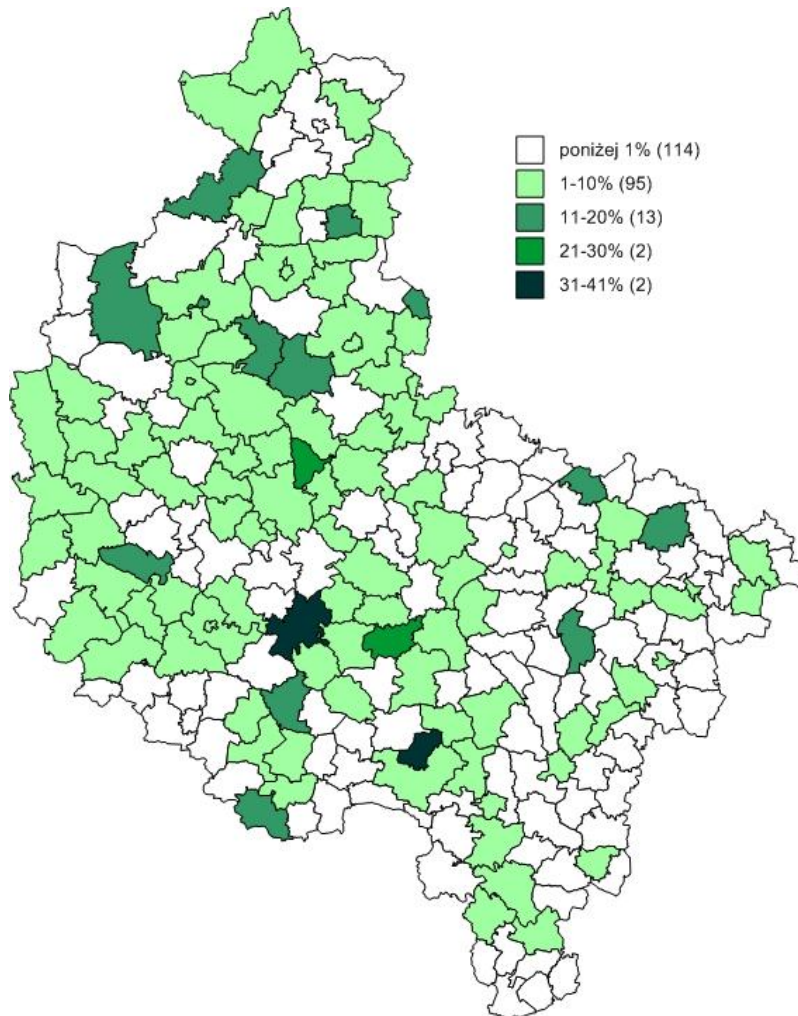 poniżej 1% (114)
1-10% (95)
11-20% (13)
21-30% (2)
31-41% (2)